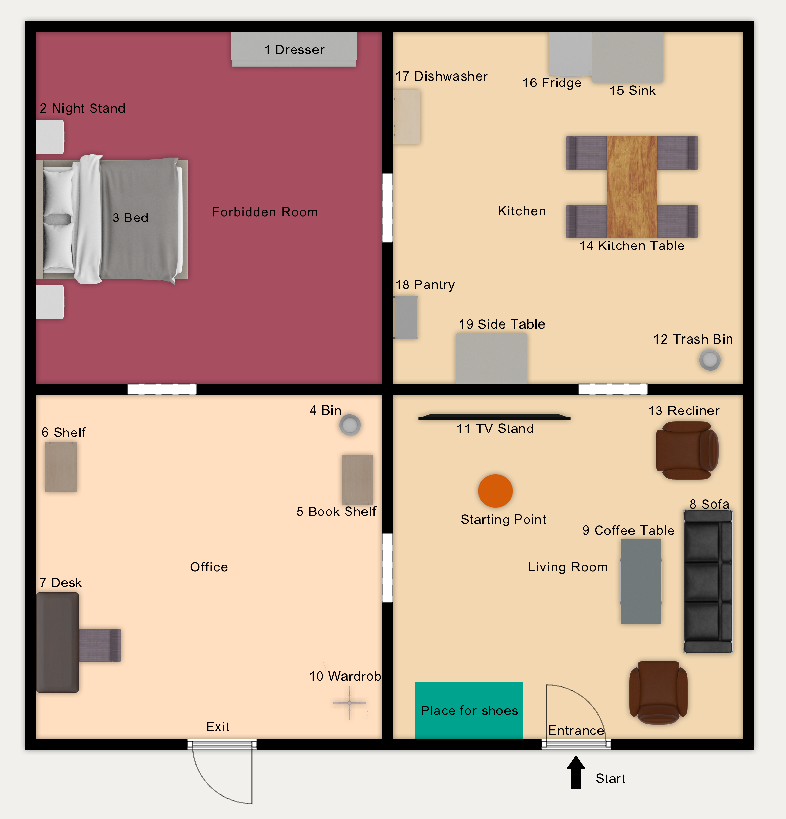 1 Dresser
2 Night Stand
3 Bed
Forbidden Room
17 Dishwasher
16 Fridge
15 Sink
Kitchen
14 Kitchen Table
18 Pantry
19 Side Table
12 Trash Bin
4 Bin
6 Shelf
5 Book Shelf
Office
7 Desk
10 Wardrob
Exit
13 Recliner
11 TV Stand
8 Sofa
Starting Point
9 Coffee Table
Living Room
Place for shoes
Entrance
Start